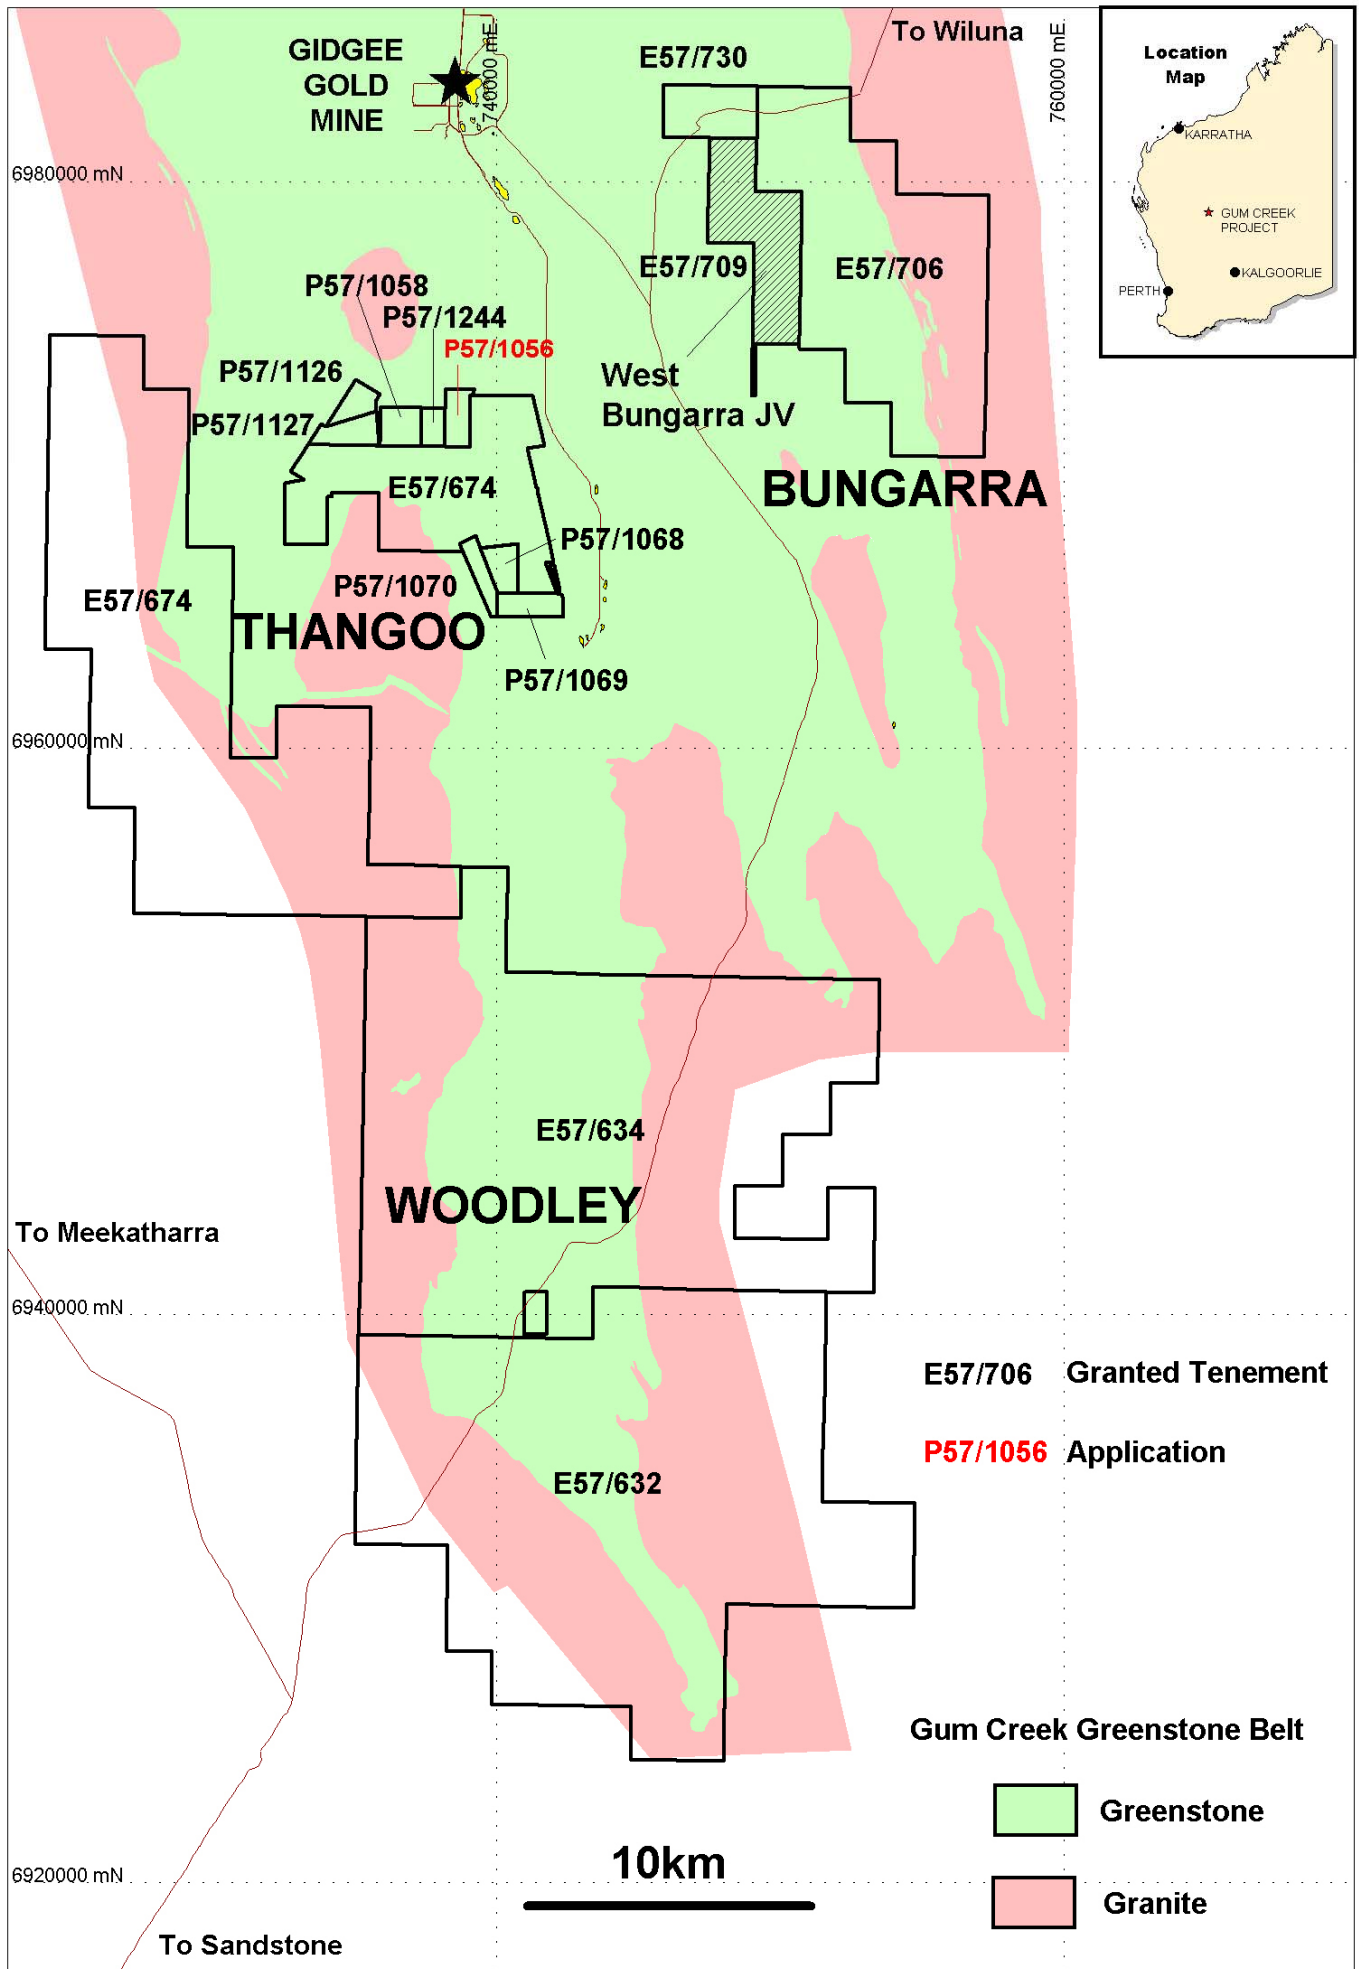 GIDGEE
GOLD
MINE
740000 mE
E57/730
To Wiluna
760000 mE
Location
Map
KARRATHA
GUM CREEK
PROJECT
KALGOORLIE
PERTH
6980000 mN
E57/709
E57/706
P57/1058
P57/1244
P57/1056
P57/1126
P57/1127
West
Bungarra JV
BUNGARRA
E57/674
P57/1068
P57/1070
E57/674
THANGOO
P57/1069
6960000 mN
E57/634
WOODLEY
To Meekatharra
6940000 mN
E57/706 Granted Tenement
P57/1056 Application
E57/632
Gum Creek Greenstone Belt
Greenstone
10km
6920000 mN
Granite
To Sandstone